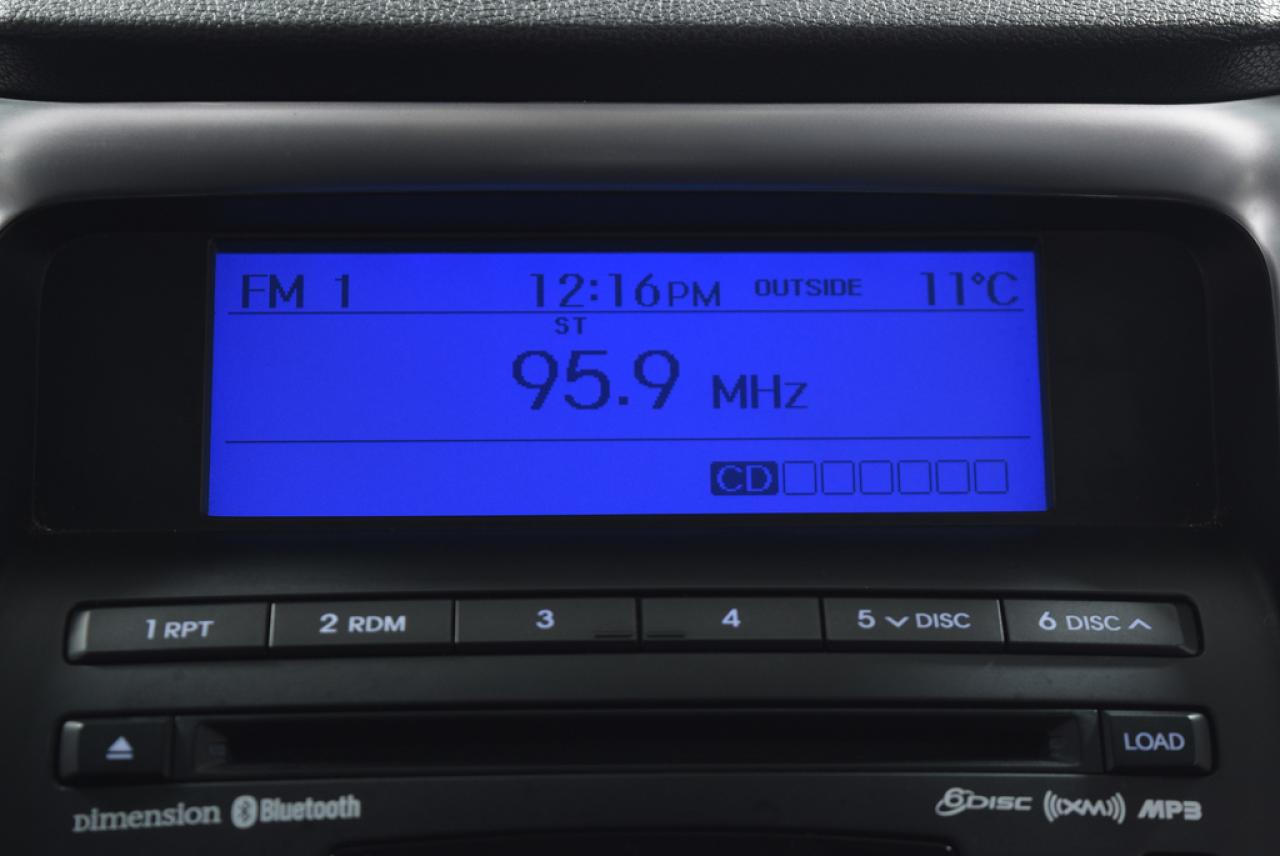 FM 1 12:16PM OUTSIDE 11°C
ST
95.9 MHz
CD
1 RPT 2 RDM 3 4 5 DISC 6 DISC
LOAD
Dimension Bluetooth 6DISC XM MP3